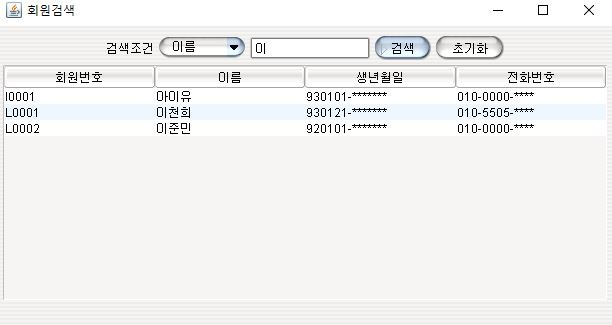 회원검색
검색조건 이름 이 검색 초기화
회원번호 이름 생년월일 전화번호
I0001 아이유 930101-******* 010-0000-****
L0001 이천희 930121-******* 010-5505-****
L0002 이준민 920101-******* 010-0000-****